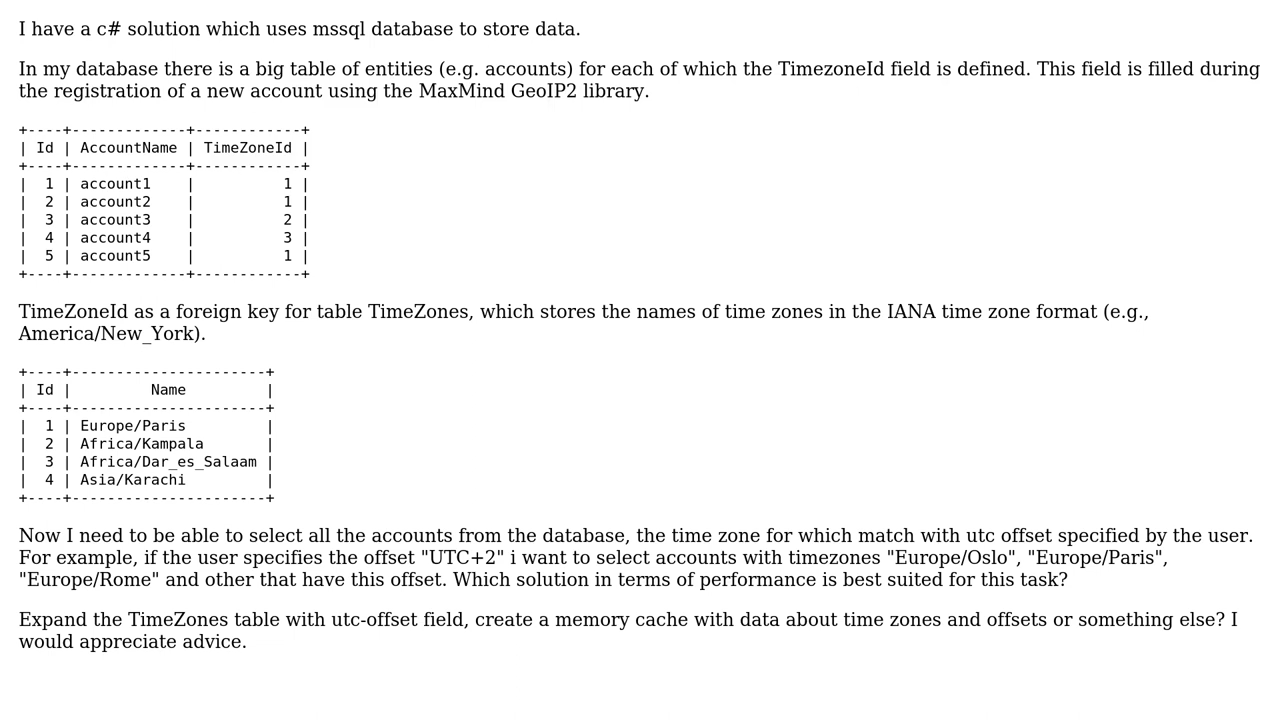 I have a c# solution which uses mssql database to store data.
In my database there is a big table of entities (e.g. accounts) for each of which the TimezoneId field is defined. This field is filled during
the registration of a new account using the MaxMind GeoIP2 library.
+----+-------------+------------+
| Id | AccountName | TimeZoneId |
+----+-------------+------------+
|  1 | account1    |          1 |
|  2 | account2    |          1 |
|  3 | account3    |          2 |
|  4 | account4    |          3 |
|  5 | account5    |          1 |
+----+-------------+------------+
TimeZoneId as a foreign key for table TimeZones, which stores the names of time zones in the IANA time zone format (e.g.,
America/New_York).
+----+----------------------+
| Id |         Name         |
+----+----------------------+
|  1 | Europe/Paris         |
|  2 | Africa/Kampala       |
|  3 | Africa/Dar_es_Salaam |
|  4 | Asia/Karachi         |
+----+----------------------+
Now I need to be able to select all the accounts from the database, the time zone for which match with utc offset specified by the user.
For example, if the user specifies the offset "UTC+2" i want to select accounts with timezones "Europe/Oslo", "Europe/Paris",
"Europe/Rome" and other that have this offset. Which solution in terms of performance is best suited for this task?
Expand the TimeZones table with utc-offset field, create a memory cache with data about time zones and offsets or something else? I
would appreciate advice.